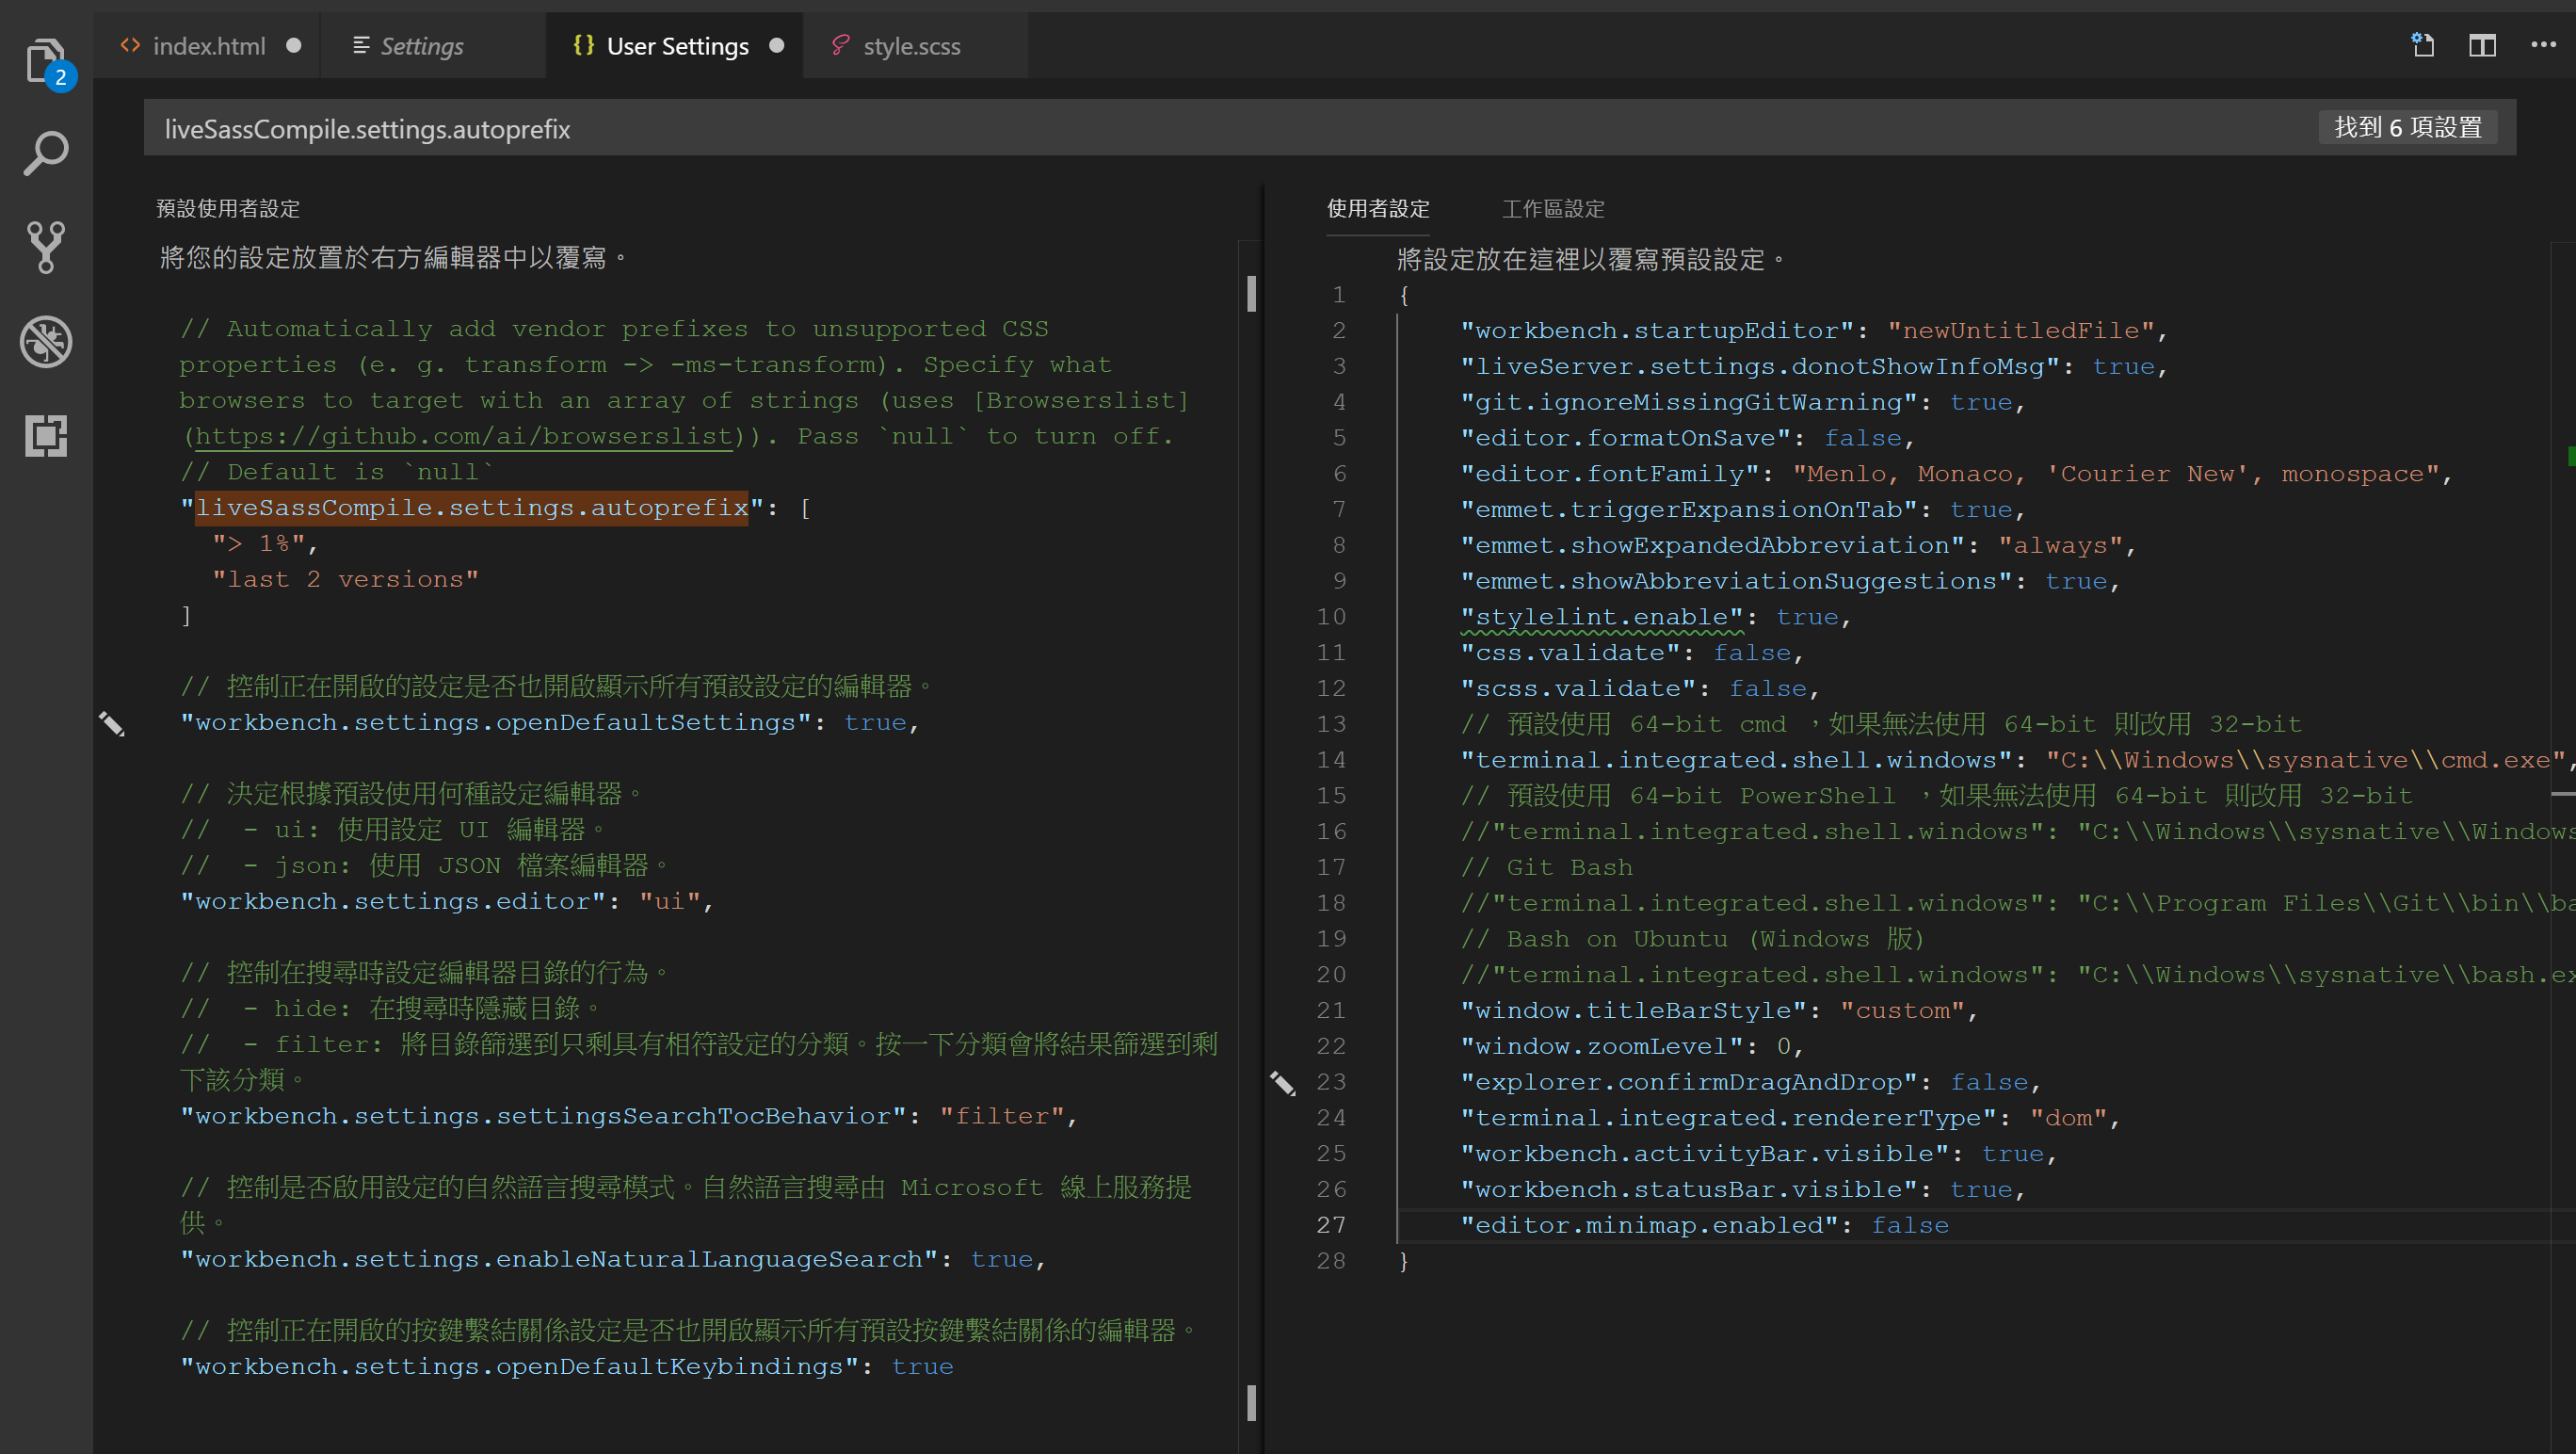 index.html
Settings
{} User Settings
style.scss
2
liveSassCompile.settings.autoprefix
找到 6 項設置
預設使用者設定
將您的設定放置於右方編輯器中以覆寫。
// Automatically add vendor prefixes to unsupported CSS
properties (e. g. transform -> -ms-transform). Specify what
browsers to target with an array of strings (uses [Browserslist]
(https://github.com/ai/browserslist)). Pass `null` to turn off.
// Default is `null`
"liveSassCompile.settings.autoprefix": [
"> 1%",
"last 2 versions"
]
// 控制正在開啟的設定是否也開啟顯示所有預設設定的編輯器。
"workbench.settings.openDefaultSettings": true,
// 決定根據預設使用何種設定編輯器。
//  - ui: 使用設定 UI 編輯器。
//  - json: 使用 JSON 檔案編輯器。
"workbench.settings.editor": "ui",
// 控制在搜尋時設定編輯器目錄的行為。
//  - hide: 在搜尋時隱藏目錄。
//  - filter: 將目錄篩選到只剩具有相符設定的分類。按一下分類會將結果篩選到剩
下該分類。
"workbench.settings.settingsSearchTocBehavior": "filter",
// 控制是否啟用設定的自然語言搜尋模式。自然語言搜尋由 Microsoft 線上服務提
供。
"workbench.settings.enableNaturalLanguageSearch": true,
// 控制正在開啟的按鍵繫結關係設定是否也開啟顯示所有預設按鍵繫結關係的編輯器。
"workbench.settings.openDefaultKeybindings": true
使用者設定
工作區設定
將設定放在這裡以覆寫預設設定。
1 {
2 "workbench.startupEditor": "newUntitledFile",
3 "liveServer.settings.donotShowInfoMsg": true,
4 "git.ignoreMissingGitWarning": true,
5 "editor.formatOnSave": false,
6 "editor.fontFamily": "Menlo, Monaco, 'Courier New', monospace",
7 "emmet.triggerExpansionOnTab": true,
8 "emmet.showExpandedAbbreviation": "always",
9 "emmet.showAbbreviationSuggestions": true,
10 "stylelint.enable": true,
11 "css.validate": false,
12 "scss.validate": false,
13 // 預設使用 64-bit cmd ，如果無法使用 64-bit 則改用 32-bit
14 "terminal.integrated.shell.windows": "C:\\Windows\\sysnative\\cmd.exe",
15 // 預設使用 64-bit PowerShell ，如果無法使用 64-bit 則改用 32-bit
16 //"terminal.integrated.shell.windows": "C:\\Windows\\sysnative\\Windows
17 // Git Bash
18 //"terminal.integrated.shell.windows": "C:\\Program Files\\Git\\bin\\ba
19 // Bash on Ubuntu (Windows 版)
20 //"terminal.integrated.shell.windows": "C:\\Windows\\sysnative\\bash.ex
21 "window.titleBarStyle": "custom",
22 "window.zoomLevel": 0,
23 "explorer.confirmDragAndDrop": false,
24 "terminal.integrated.rendererType": "dom",
25 "workbench.activityBar.visible": true,
26 "workbench.statusBar.visible": true,
27 "editor.minimap.enabled": false
28 }